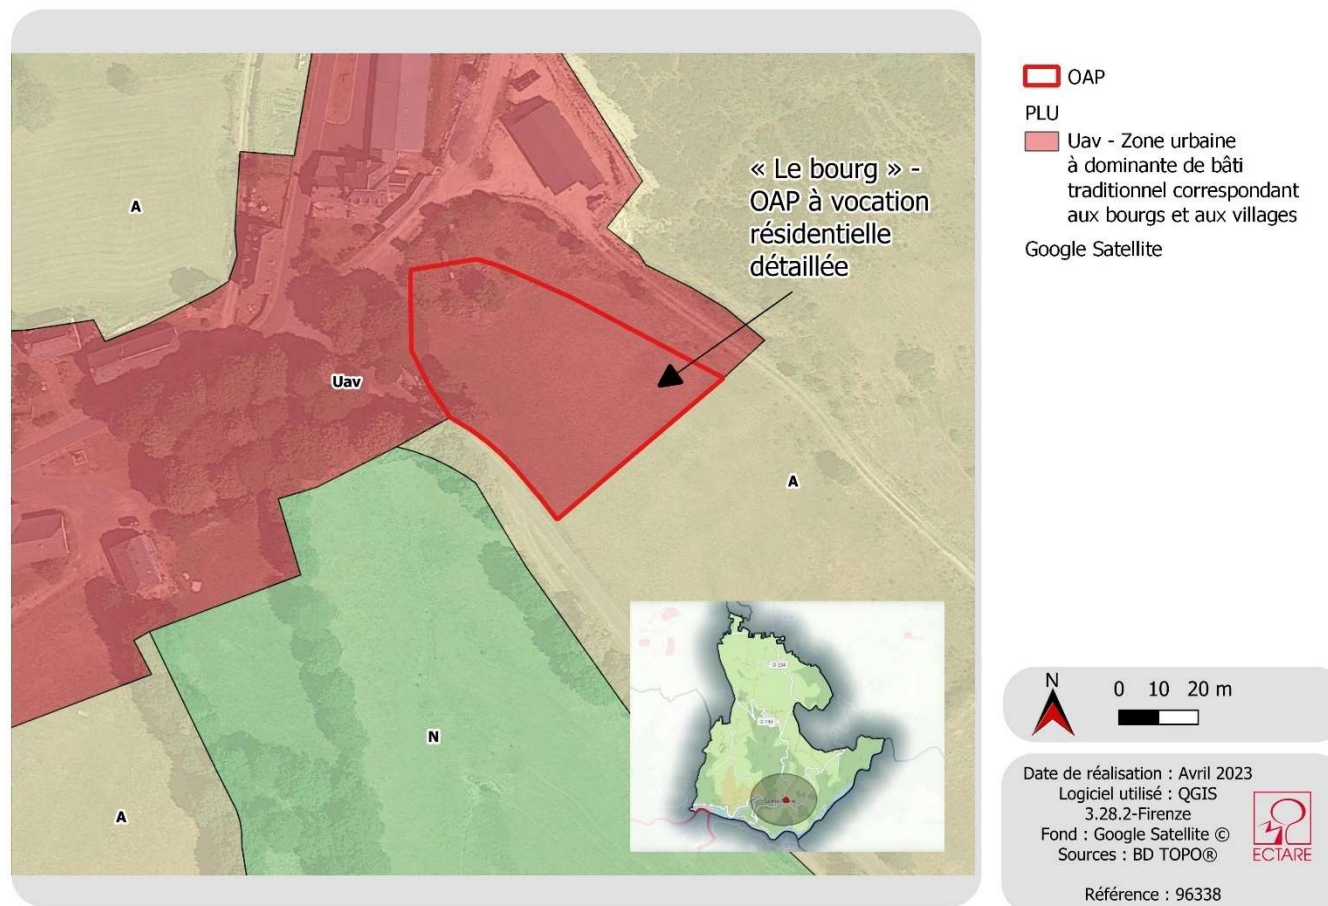 A
Uav
« Le bourg » -
OAP à vocation
résidentielle
détaillée
A
N
A
D 149
OAP
PLU
Uav - Zone urbaine
à dominante de bâti
traditionnel correspondant
aux bourgs et aux villages
Google Satellite
N
0 10 20 m
Date de réalisation : Avril 2023
Logiciel utilisé : QGIS
3.28.2-Firenze
Fond : Google Satellite ©
Sources : BD TOPO®
ECTARE
Référence : 96338